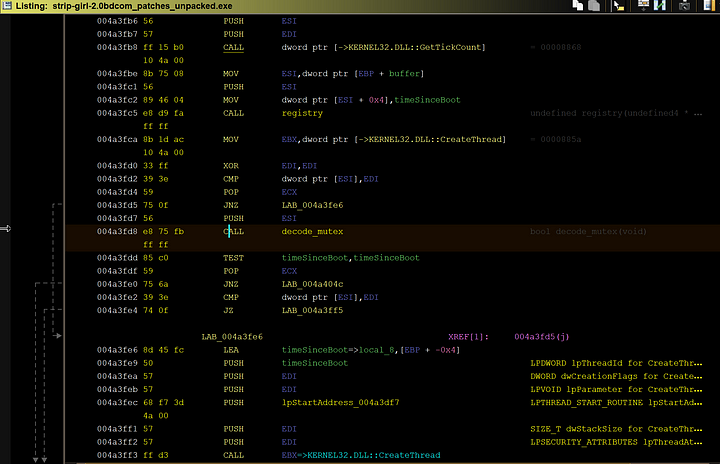 Listing: strip-girl-2.0bdcom_patches_unpacked.exe
004a3fb6 56 PUSH ESI
004a3fb7 57 PUSH EDI
004a3fb8 ff 15 b0 CALL dword ptr [->KERNEL32.DLL::GetTickCount] = 00008860
10 4a 00
004a3fbe 8b 75 08 MOV ESI,dword ptr [EBP + buffer]
004a3fc1 56 PUSH ESI
004a3fc2 89 46 04 MOV dword ptr [ESI + 0x4],timeSinceBoot
004a3fc5 e8 d9 fa CALL registry undefined registry(undefined4 * ...
ff ff
004a3fca 8b 1d ac MOV EBX,dword ptr [->KERNEL32.DLL::CreateThread] = 0000885a
10 4a 00
004a3fd0 33 ff XOR EDI,EDI
004a3fd2 39 3e CMP dword ptr [ESI],EDI
004a3fd4 59 POP ECX
004a3fd5 75 0f JNZ LAB_004a3fe6
004a3fd7 56 PUSH ESI
004a3fd8 e8 75 fb CALL decode_mutex bool decode_mutex(void)
ff ff
004a3fdd 85 c0 TEST timeSinceBoot,timeSinceBoot
004a3fdf 59 POP ECX
004a3fe0 75 6a JNZ LAB_004a404c
004a3fe2 39 3e CMP dword ptr [ESI],EDI
004a3fe4 74 0f JZ LAB_004a3ff5
LAB_004a3fe6 XREF[1]: 004a3fd5(j)
004a3fe6 8d 45 fc LEA timeSinceBoot=>local_8,[EBP + -0x4]
004a3fe9 50 PUSH timeSinceBoot LPDWORD lpThreadId for CreateThr...
004a3fea 57 PUSH EDI DWORD dwCreationFlags for Create...
004a3feb 57 PUSH EDI LPVOID lpParameter for CreateThr...
004a3fec 68 f7 3d PUSH lpStartAddress_004a3df7 LPTHREAD_START_ROUTINE lpStartAd...
4a 00
004a3ff1 57 PUSH EDI SIZE_T dwStackSize for CreateThr...
004a3ff2 57 PUSH EDI LPSECURITY_ATTRIBUTES lpThreadAt...
004a3ff3 ff d3 CALL EBX=>KERNEL32.DLL::CreateThread